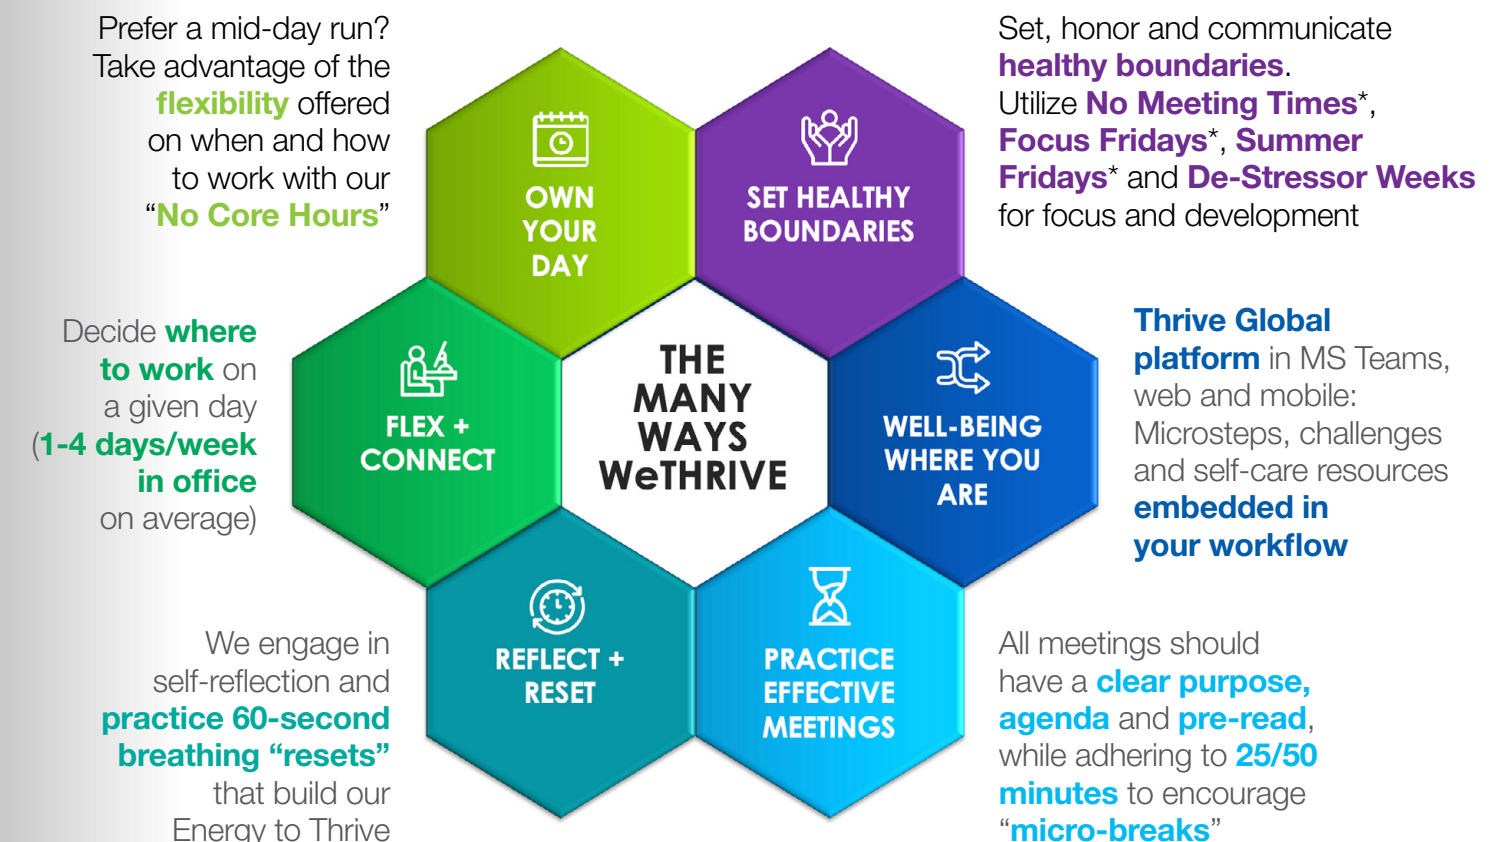 Prefer a mid-day run?
Take advantage of the
flexibility offered
on when and how
to work with our
“No Core Hours”
OWN
YOUR
DAY
SET HEALTHY
BOUNDARIES
Set, honor and communicate
healthy boundaries.
Utilize No Meeting Times*,
Focus Fridays*, Summer
Fridays* and De-Stressor Weeks
for focus and development
Decide where
to work on
a given day
(1-4 days/week
in office
on average)
FLEX +
CONNECT
THE
MANY
WAYS
WeTHRIVE
WELL-BEING
WHERE YOU
ARE
Thrive Global
platform in MS Teams,
web and mobile:
Microsteps, challenges
and self-care resources
embedded in
your workflow
We engage in
self-reflection and
practice 60-second
breathing “resets”
that build our
Energy to Thrive
REFLECT +
RESET
PRACTICE
EFFECTIVE
MEETINGS
All meetings should
have a clear purpose,
agenda and pre-read,
while adhering to 25/50
minutes to encourage
“micro-breaks”